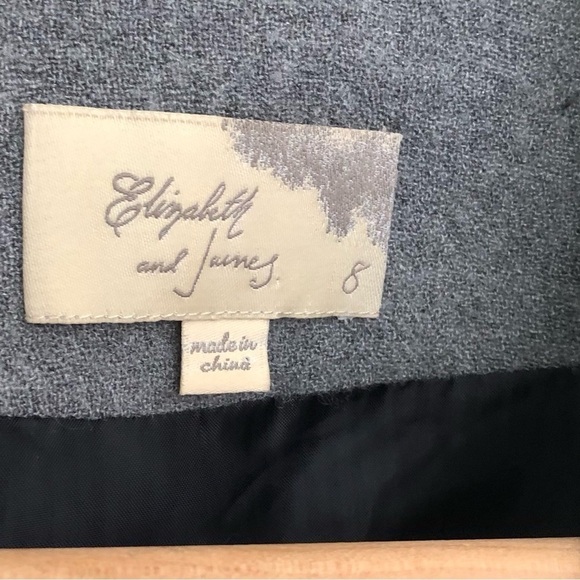 Elizabeth
and James
8
made in
china